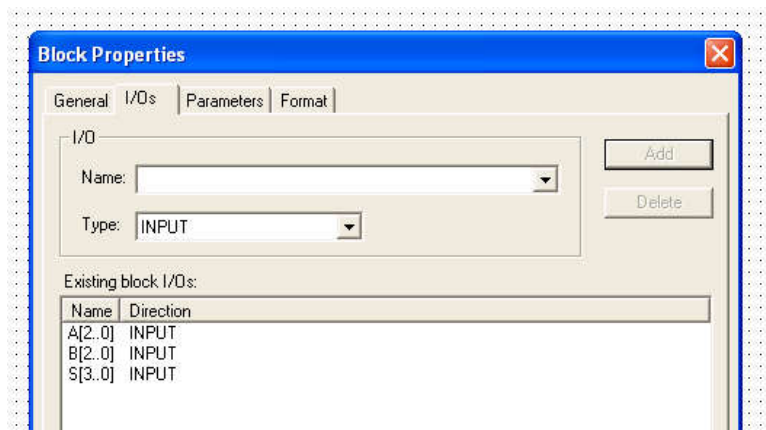 Block Properties
General I/Os Parameters Format
I/O
Name:
Add
Delete
Type: INPUT
Existing block I/Os:
Name Direction
A[2..0] INPUT
B[2..0] INPUT
S[3..0] INPUT